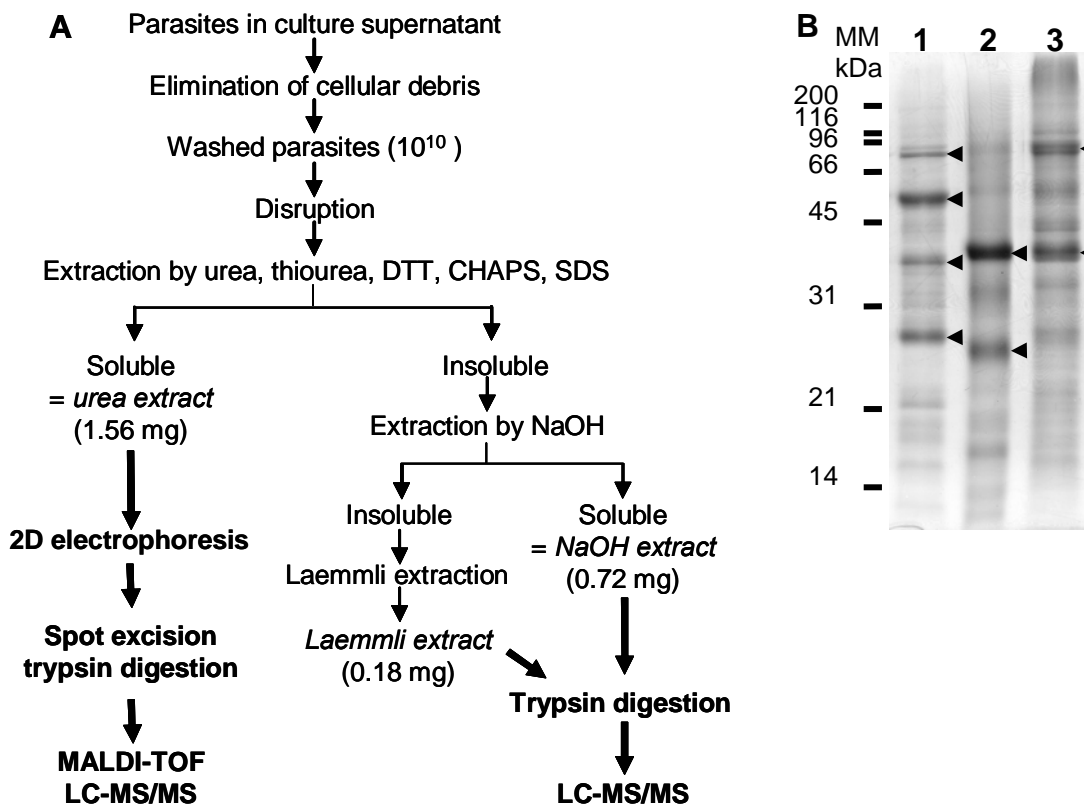 A
Parasites in culture supernatant
Elimination of cellular debris
Washed parasites (10¹⁰ )
Disruption
Extraction by urea, thiourea, DTT, CHAPS, SDS
Soluble
= urea extract
(1.56 mg)
2D electrophoresis
Spot excision
trypsin digestion
MALDI-TOF
LC-MS/MS
Insoluble
Extraction by NaOH
Insoluble
Laemmli extraction
Laemmli extract
(0.18 mg)
Soluble
= NaOH extract
(0.72 mg)
Trypsin digestion
LC-MS/MS
B
MM
kDa
1 2 3
200
116
96
66
45
31
21
14